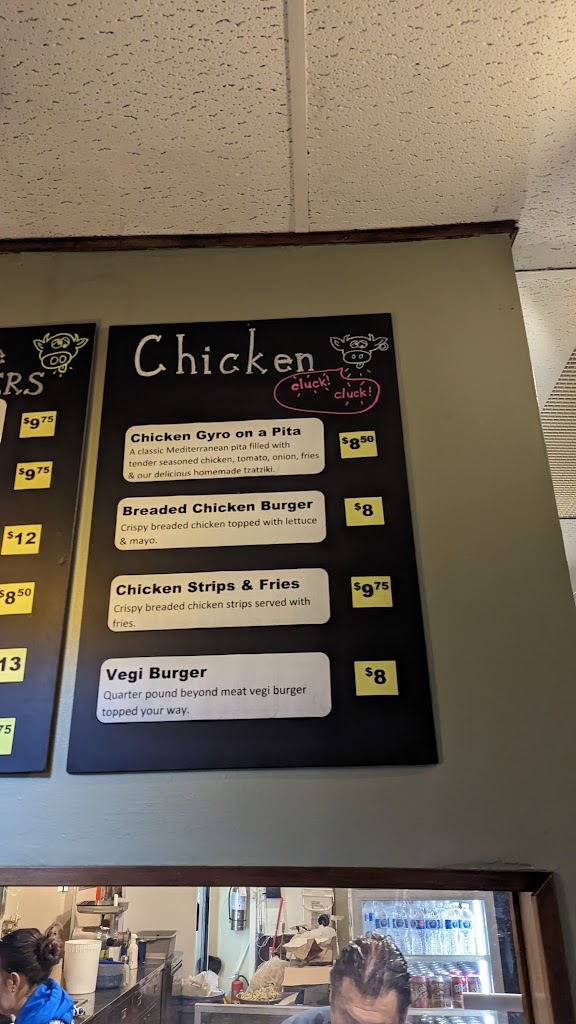 ERS
$9.75
$9.75
$12
$8.50
13
75
Chicken
cluck!
cluck!
Chicken Gyro on a Pita
A classic Mediterranean pita filled with
tender seasoned chicken, tomato, onion, fries
& our delicious homemade tzatziki.
$8.50
Breaded Chicken Burger
Crispy breaded chicken topped with lettuce
& mayo.
$8
Chicken Strips & Fries
Crispy breaded chicken strips served with
fries.
$9.75
Vegi Burger
Quarter pound beyond meat vegi burger
topped your way.
$8